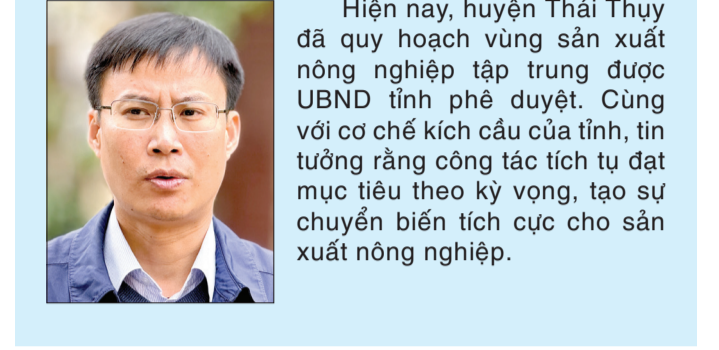 Hiện nay, huyện Thái Thụy
đã quy hoạch vùng sản xuất
nông nghiệp tập trung được
UBND tỉnh phê duyệt. Cùng
với cơ chế kích cầu của tỉnh, tin
tưởng rằng công tác tích tụ đạt
mục tiêu theo kỳ vọng, tạo sự
chuyển biến tích cực cho sản
xuất nông nghiệp.